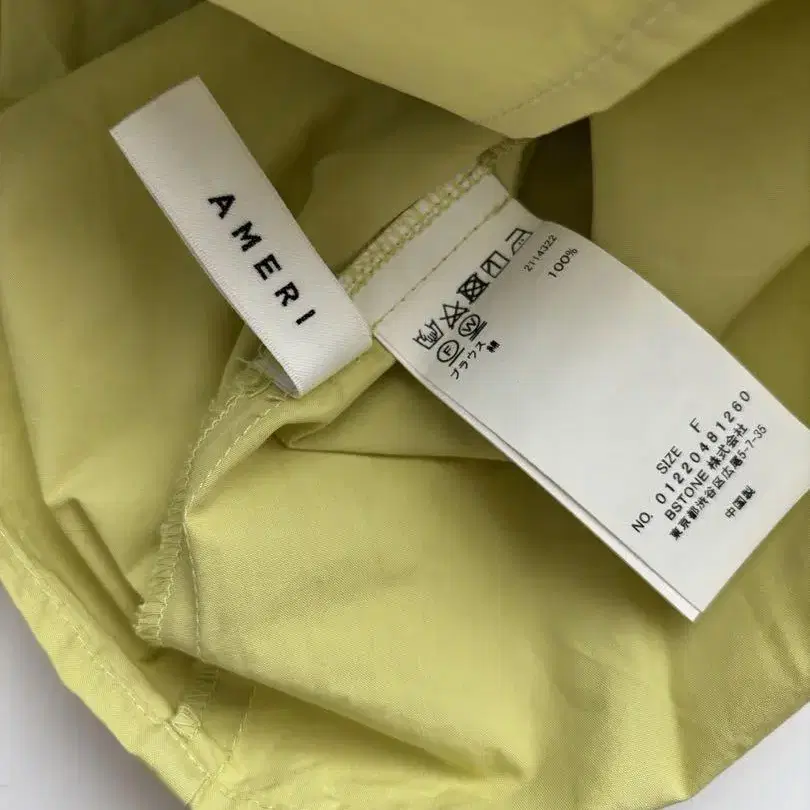 AMERI
2114322
ブラウス
綿 100%
SIZE F
NO. 01220481260
BSTONE 株式会社
東京都渋谷区広尾5-7-35
中国製